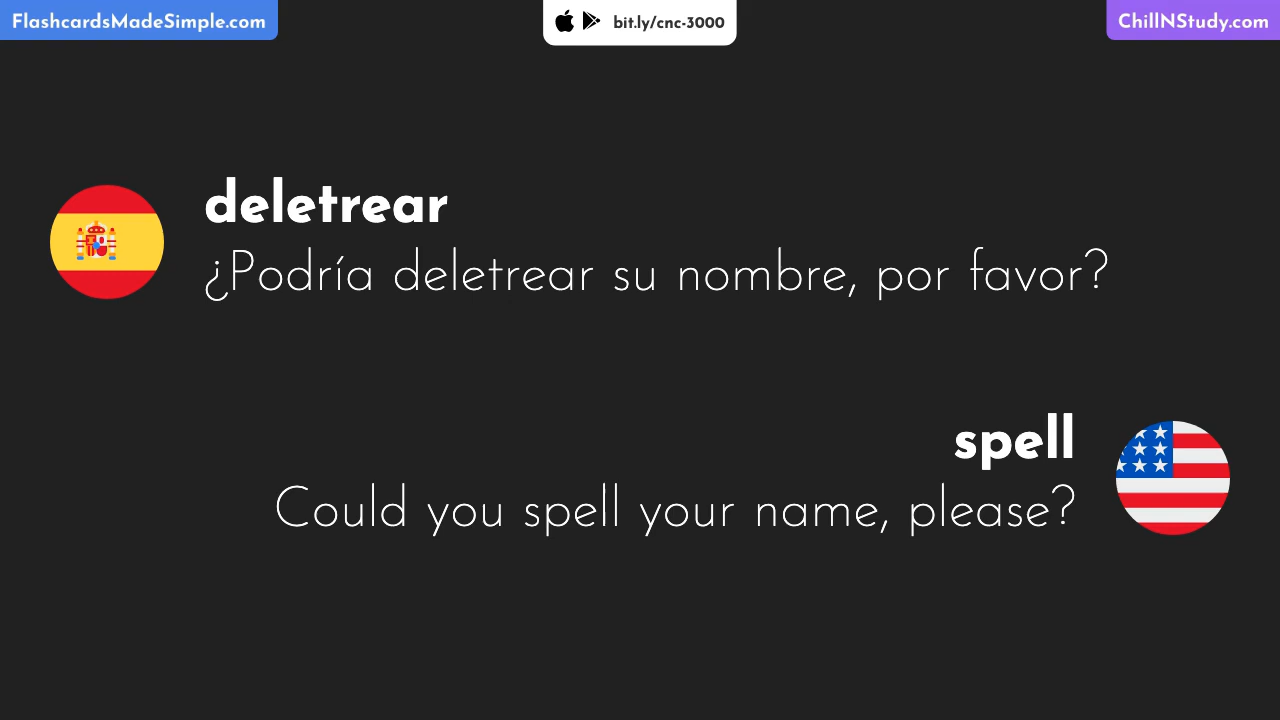 FlashcardsMadeSimple.com
bit.ly/cnc-3000
ChillNStudy.com
deletrear
¿Podría deletrear su nombre, por favor?
spell
Could you spell your name, please?